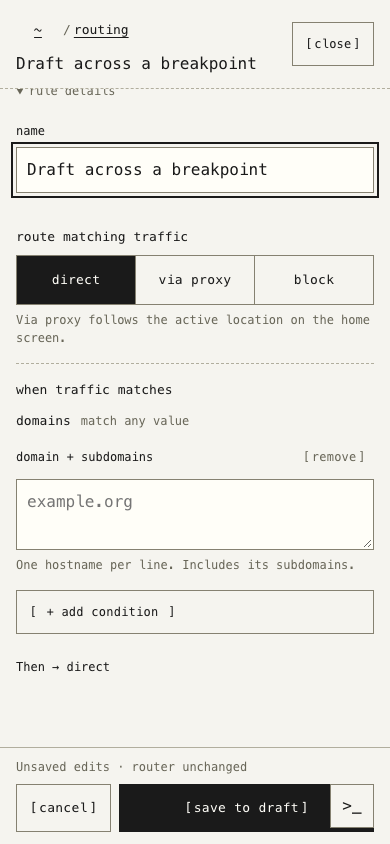 ~ / routing
[close]
Draft across a breakpoint
▾ rule details
name
Draft across a breakpoint
route matching traffic
direct via proxy block
Via proxy follows the active location on the home
screen.
when traffic matches
domains match any value
domain + subdomains [remove]
example.org
One hostname per line. Includes its subdomains.
[ + add condition ]
Then → direct
Unsaved edits · router unchanged
[cancel] [save to draft] >_